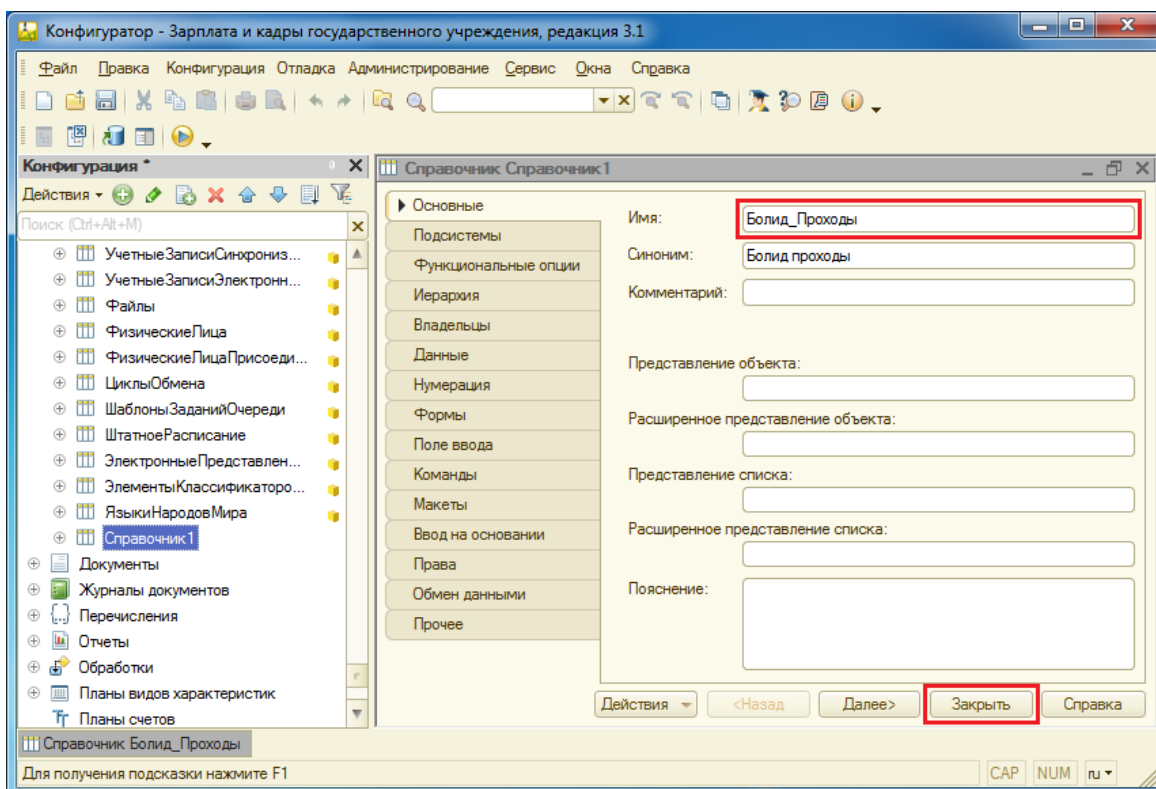 Конфигуратор - Зарплата и кадры государственного учреждения, редакция 3.1
Файл Правка Конфигурация Отладка Администрирование Сервис Окна Справка
Конфигурация *
Действия
Поиск (Ctrl+Alt+M)
УчетныеЗаписиСинхрониз...
УчетныеЗаписиЭлектронн...
Файлы
ФизическиеЛица
ФизическиеЛицаПрисоеди...
ЦиклыОбмена
ШаблоныЗаданийОчереди
ШтатноеРасписание
ЭлектронныеПредставлен...
ЭлементыКлассификаторо...
ЯзыкиНародовМира
Справочник1
Документы
Журналы документов
Перечисления
Отчеты
Обработки
Планы видов характеристик
Планы счетов
Справочник Справочник1
Основные
Подсистемы
Функциональные опции
Иерархия
Владельцы
Данные
Нумерация
Формы
Поле ввода
Команды
Макеты
Ввод на основании
Права
Обмен данными
Прочее
Имя: Болид_Проходы
Синоним: Болид проходы
Комментарий:
Представление объекта:
Расширенное представление объекта:
Представление списка:
Расширенное представление списка:
Пояснение:
Действия <Назад Далее> Закрыть Справка
Справочник Болид_Проходы
Для получения подсказки нажмите F1 CAP NUM ru